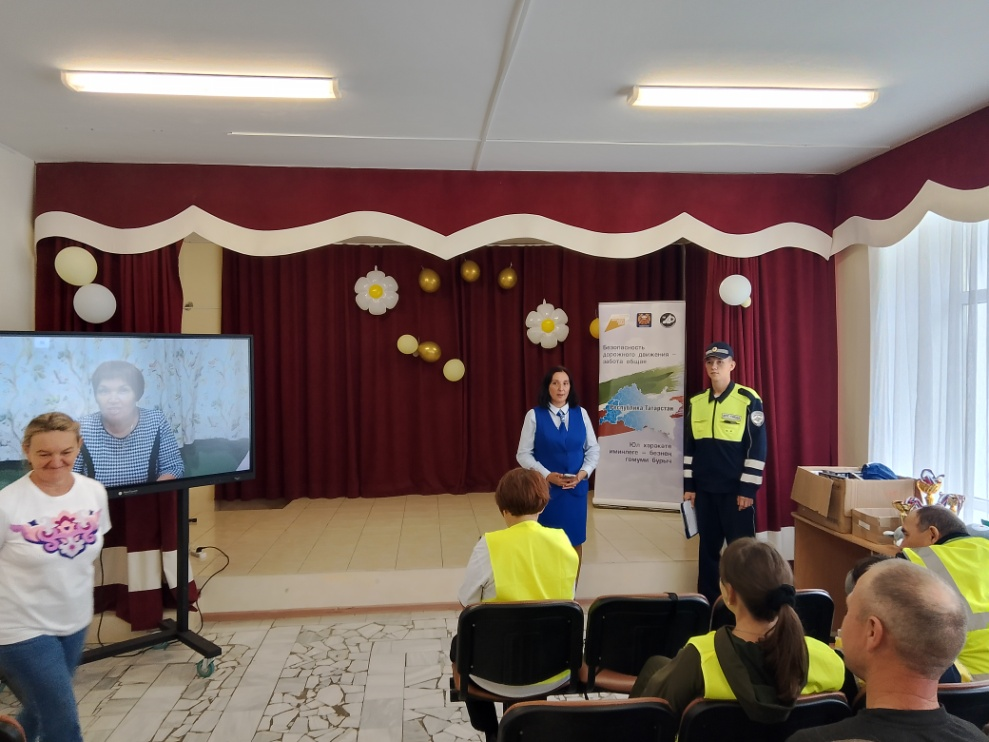 Безопасность
дорожного движения –
забота общая
Республика Татарстан
Юл хәрәкәте
иминлеге – безнең
гомуми бурыч